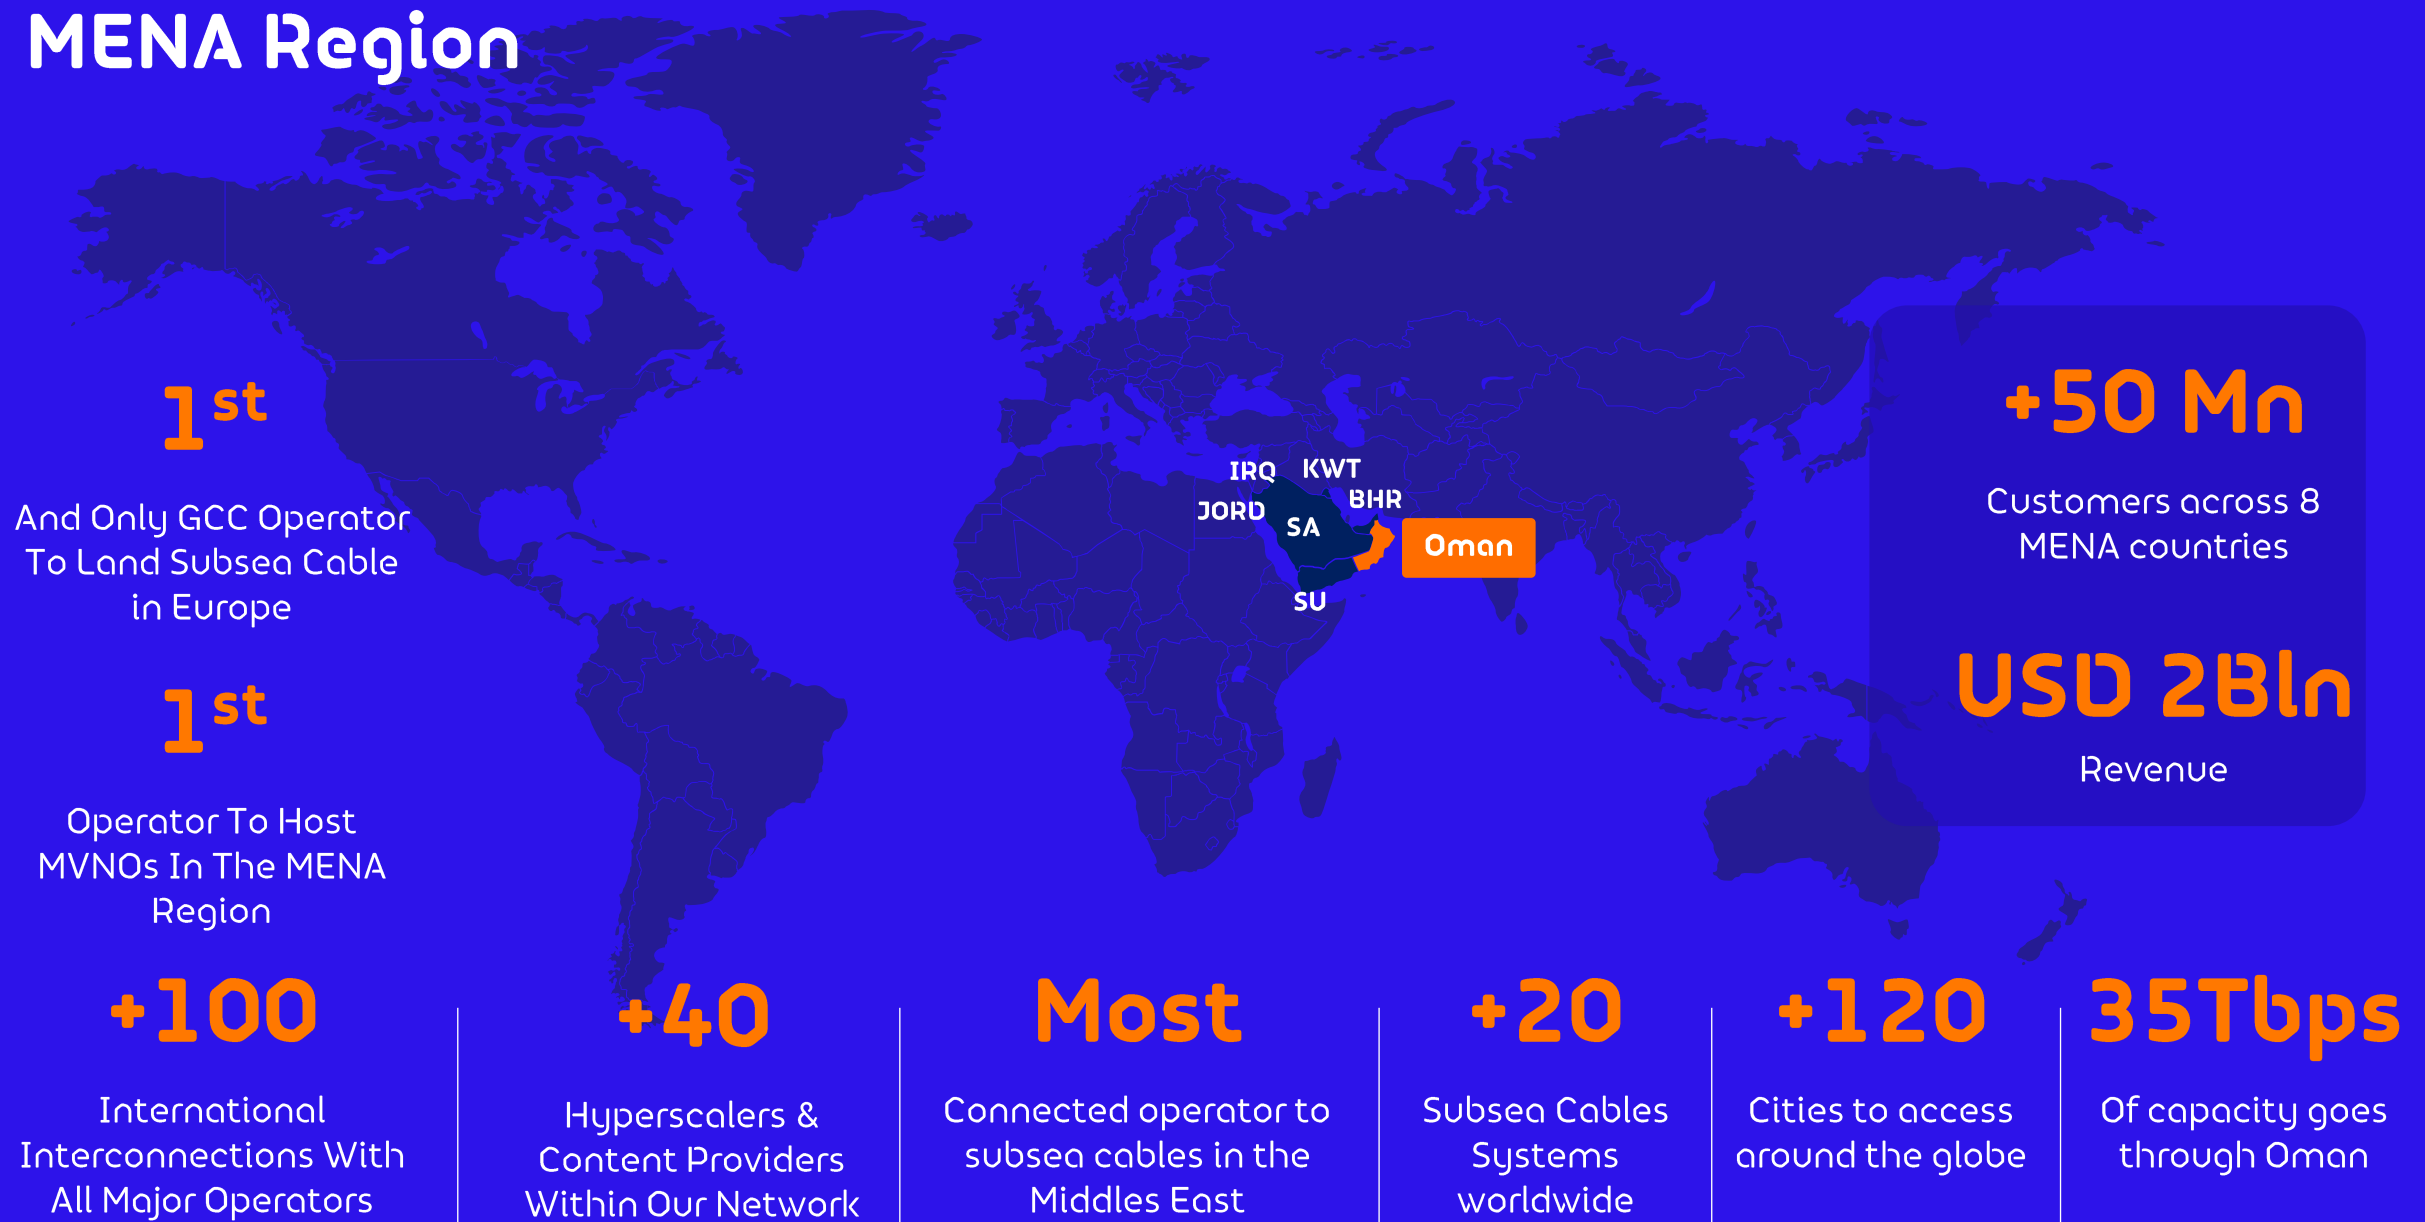 MENA Region
1st
And Only GCC Operator
To Land Subsea Cable
in Europe
1st
Operator To Host
MVNOs In The MENA
Region
IRQ
KWT
JORD
BHR
SA
Oman
SU
+50 Mn
Customers across 8
MENA countries
USD 2Bln
Revenue
+100
International
Interconnections With
All Major Operators
+40
Hyperscalers &
Content Providers
Within Our Network
Most
Connected operator to
subsea cables in the
Middles East
+20
Subsea Cables
Systems
worldwide
+120
Cities to access
around the globe
35Tbps
Of capacity goes
through Oman